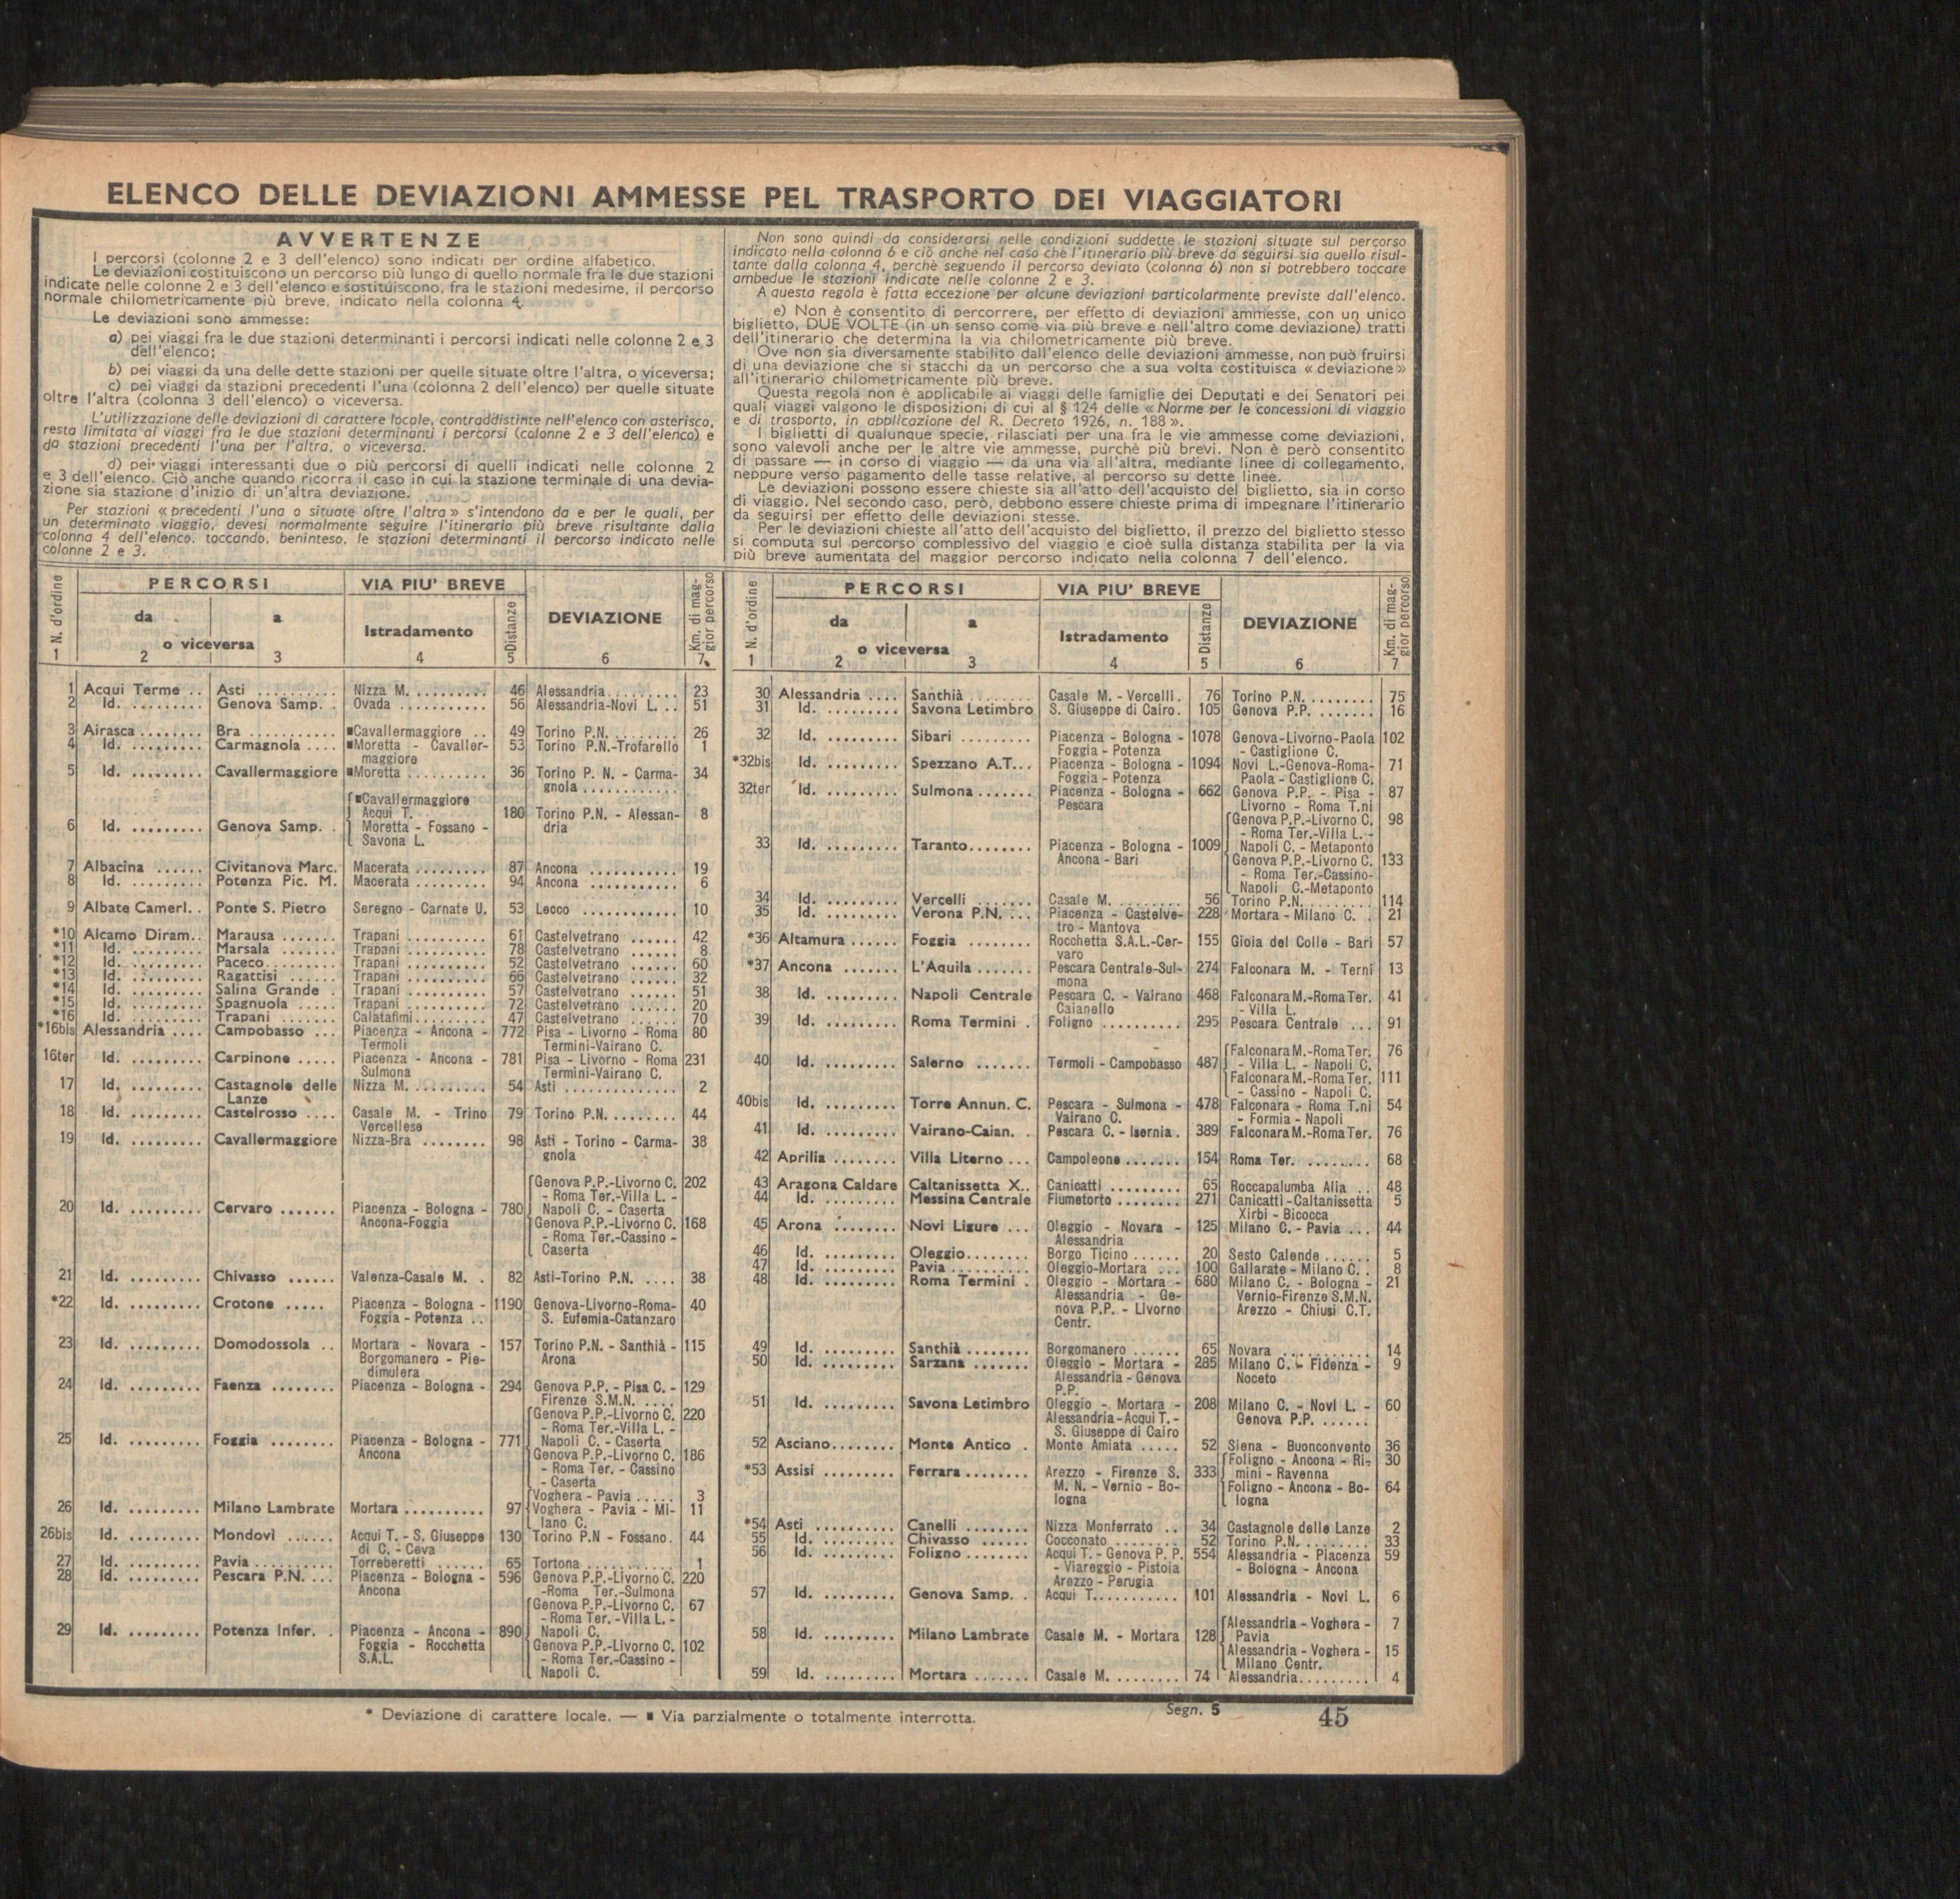 ELENCO DELLE DEVIAZIONI AMMESSE PEL TRASPORTO DEI VIAGGIATORI
AVVERTENZE
I percorsi (colonne 2 e 3 dell'elenco) sono indicati per ordine alfabetico.
Le deviazioni costituiscono un percorso più lungo di quello normale fra le due stazioni
indicate nelle colonne 2 e 3 dell'elenco e sostituiscono, fra le stazioni medesime, il percorso
normale chilometricamente più breve, indicato nella colonna 4.
Le deviazioni sono ammesse:
a) pei viaggi fra le due stazioni determinanti i percorsi indicati nelle colonne 2 e 3
dell'elenco;
b) pei viaggi da una delle dette stazioni per quelle situate oltre l'altra, o viceversa;
c) pei viaggi da stazioni precedenti l'una (colonna 2 dell'elenco) per quelle situate
oltre l'altra (colonna 3 dell'elenco) o viceversa.
L'utilizzazione delle deviazioni di carattere locale, contraddistinte nell'elenco con asterisco,
resta limitata ai viaggi fra le due stazioni determinanti i percorsi (colonne 2 e 3 dell'elenco) e
da stazioni precedenti l'una per l'altra, o viceversa.
d) pei viaggi interessanti due o più percorsi di quelli indicati nelle colonne 2
e 3 dell'elenco. Ciò anche quando ricorra il caso in cui la stazione terminale di una devia-
zione sia stazione d'inizio di un'altra deviazione.
Per stazioni « precedenti l'una o situate oltre l'altra » s'intendono da e per le quali, per
un determinato viaggio, devesi normalmente seguire l'itinerario più breve risultante dalla
colonna 4 dell'elenco, toccando, beninteso, le stazioni determinanti il percorso indicato nelle
colonne 2 e 3.
Non sono quindi da considerarsi nelle condizioni suddette le stazioni situate sul percorso
indicato nella colonna 6 e ciò anche nel caso che l'itinerario più breve da seguirsi sia quello risul-
tante dalla colonna 4, perchè seguendo il percorso deviato (colonna 6) non si potrebbero toccare
ambedue le stazioni indicate nelle colonne 2 e 3.
A questa regola è fatta eccezione per alcune deviazioni particolarmente previste dall'elenco.
e) Non è consentito di percorrere, per effetto di deviazioni ammesse, con un unico
biglietto, DUE VOLTE (in un senso come via più breve e nell'altro come deviazione) tratti
dell'itinerario che determina la via chilometricamente più breve.
Ove non sia diversamente stabilito dall'elenco delle deviazioni ammesse, non può fruirsi
di una deviazione che si stacchi da un percorso che a sua volta costituisca « deviazione »
all'itinerario chilometricamente più breve.
Questa regola non è applicabile ai viaggi delle famiglie dei Deputati e dei Senatori pei
quali viaggi valgono le disposizioni di cui al § 124 delle « Norme per le concessioni di viaggio
e di trasporto, in applicazione del R. Decreto 1926, n. 188 ».
I biglietti di qualunque specie, rilasciati per una fra le vie ammesse come deviazioni,
sono valevoli anche per le altre vie ammesse, purchè più brevi. Non è però consentito
di passare — in corso di viaggio — da una via all'altra, mediante linee di collegamento,
neppure verso pagamento delle tasse relative, al percorso su dette linee.
Le deviazioni possono essere chieste sia all'atto dell'acquisto del biglietto, sia in corso
di viaggio. Nel secondo caso, però, debbono essere chieste prima di impegnare l'itinerario
da seguirsi per effetto delle deviazioni stesse.
Per le deviazioni chieste all'atto dell'acquisto del biglietto, il prezzo del biglietto stesso
si computa sul percorso complessivo del viaggio e cioè sulla distanza stabilita per la via
più breve aumentata del maggior percorso indicato nella colonna 7 dell'elenco.
N. d'ordine PERCORSI VIA PIU' BREVE DEVIAZIONE Km. di mag-
gior percorso
da a Istradamento Distanze
o viceversa
1 2 3 4 5 6 7
1 Acqui Terme .. Asti .......... Nizza M. ......... 46 Alessandria......... 23
2 Id. ......... Genova Samp. . Ovada ........... 56 Alessandria-Novi L. .. 51
3 Airasca ........ Bra ........... ■Cavallermaggiore .. 49 Torino P.N. ........ 26
4 Id. ......... Carmagnola .... ■Moretta - Cavaller- 53 Torino P.N.-Trofarello 1
maggiore
5 Id. ......... Cavallermaggiore ■Moretta .......... 36 Torino P. N. - Carma- 34
gnola ............
■Cavallermaggiore
Acqui T. 180 Torino P.N. - Alessan- 8
6 Id. ......... Genova Samp. . Moretta - Fossano - dria
Savona L.
7 Albacina ...... Civitanova Marc. Macerata ......... 87 Ancona ........... 19
8 Id. ......... Potenza Pic. M. Macerata ......... 94 Ancona ........... 6
9 Albate Camerl. . Ponte S. Pietro Seregno - Carnate U. 53 Lecco ............ 10
*10 Alcamo Diram.. Marausa ....... Trapani .......... 61 Castelvetrano ...... 42
*11 Id. ......... Marsala ........ Trapani .......... 78 Castelvetrano ...... 8
*12 Id. ......... Paceco......... Trapani .......... 52 Castelvetrano ...... 60
*13 Id. ......... Ragattisi ...... Trapani .......... 66 Castelvetrano ...... 32
*14 Id. ......... Salina Grande . Trapani .......... 57 Castelvetrano ...... 51
*15 Id. ......... Spagnuola ..... Trapani .......... 72 Castelvetrano ...... 20
*16 Id. ......... Trapani ....... Calatafimi......... 47 Castelvetrano ...... 70
*16bis Alessandria .... Campobasso ... Piacenza - Ancona - 772 Pisa - Livorno - Roma 80
Termoli Termini-Vairano C.
16ter Id. ......... Carpinone ..... Piacenza - Ancona - 781 Pisa - Livorno - Roma 231
Sulmona Termini-Vairano C.
17 Id. ......... Castagnole delle Nizza M. ......... 54 Asti .............. 2
Lanze
18 Id. ......... Castelrosso .... Casale M. - Trino 79 Torino P.N. ........ 44
Vercellese
19 Id. ......... Cavallermaggiore Nizza-Bra ........ 98 Asti - Torino - Carma- 38
gnola
Genova P.P.-Livorno C. 202
- Roma Ter.-Villa L. -
20 Id. ......... Cervaro ....... Piacenza - Bologna - 780 Napoli C. - Caserta
Ancona-Foggia Genova P.P.-Livorno C. 168
- Roma Ter.-Cassino -
Caserta
21 Id. ......... Chivasso ...... Valenza-Casale M. . 82 Asti-Torino P.N. .... 38
*22 Id. ......... Crotone ..... Piacenza - Bologna - 1190 Genova-Livorno-Roma- 40
Foggia - Potenza .. S. Eufemia-Catanzaro
23 Id. ......... Domodossola .. Mortara - Novara - 157 Torino P.N. - Santhià - 115
Borgomanero - Pie- Arona
dimulera
24 Id. ......... Faenza ........ Piacenza - Bologna - 294 Genova P.P. - Pisa C. - 129
Firenze S.M.N. ....
Genova P.P.-Livorno C. 220
- Roma Ter.-Villa L. -
25 Id. ......... Foggia ........ Piacenza - Bologna - 771 Napoli C. - Caserta
Ancona Genova P.P.-Livorno C. 186
- Roma Ter. - Cassino
- Caserta
Voghera - Pavia ..... 3
26 Id. ......... Milano Lambrate Mortara .......... 97 Voghera - Pavia - Mi- 11
lano C.
26bis Id. ......... Mondovì ...... Acqui T. - S. Giuseppe 130 Torino P.N - Fossano. 44
di C. - Ceva
27 Id. ......... Pavia .......... Torreberetti ...... 65 Tortona ........... 1
28 Id. ......... Pescara P.N. ... Piacenza - Bologna - 596 Genova P.P.-Livorno C. 220
Ancona -Roma Ter.-Sulmona
Genova P.P.-Livorno C. 67
- Roma Ter. -Villa L. -
29 Id. ......... Potenza Infer. . Piacenza - Ancona - 890 Napoli C.
Foggia - Rocchetta Genova P.P.-Livorno C. 102
S.A.L. - Roma Ter.-Cassino -
Napoli C.
N. d'ordine PERCORSI VIA PIU' BREVE DEVIAZIONE Km. di mag-
gior percorso
da a Istradamento Distanze
o viceversa
1 2 3 4 5 6 7
30 Alessandria .... Santhià ........ Casale M. - Vercelli. 76 Torino P.N. ........ 75
31 Id. ......... Savona Letimbro S. Giuseppe di Cairo. 105 Genova P.P. ....... 16
32 Id. ......... Sibari ......... Piacenza - Bologna - 1078 Genova-Livorno-Paola 102
Foggia - Potenza - Castiglione C.
*32bis Id. ......... Spezzano A.T... Piacenza - Bologna - 1094 Novi L.-Genova-Roma- 71
Foggia - Potenza Paola - Castiglione C.
32ter Id. ......... Sulmona ....... Piacenza - Bologna - 662 Genova P.P. - Pisa - 87
Pescara Livorno - Roma T.ni
Genova P.P.-Livorno C. 98
- Roma Ter.-Villa L.-
33 Id. ......... Taranto........ Piacenza - Bologna - 1009 Napoli C. - Metaponto
Ancona - Bari Genova P.P.-Livorno C. 133
- Roma Ter.-Cassino-
Napoli C.-Metaponto
34 Id. ......... Vercelli ....... Casale M. ........ 56 Torino P.N. ........ 114
35 Id. ......... Verona P.N. ... Piacenza - Castelve- 228 Mortara - Milano C. . 21
tro - Mantova
*36 Altamura ...... Foggia ........ Rocchetta S.A.L.-Cer- 155 Gioia del Colle - Bari 57
varo
*37 Ancona ....... L'Aquila ....... Pescara Centrale-Sul- 274 Falconara M. - Terni 13
mona
38 Id. ......... Napoli Centrale Pescara C. - Vairano 468 Falconara M.-Roma Ter. 41
Caianello - Villa L.
39 Id. ......... Roma Termini . Foligno .......... 295 Pescara Centrale ... 91
Falconara M.-Roma Ter. 76
40 Id. ......... Salerno ....... Termoli - Campobasso 487 - Villa L. - Napoli C.
Falconara M.-Roma Ter. 111
- Cassino - Napoli C.
40bis Id. ......... Torre Annun. C. Pescara - Sulmona - 478 Falconara - Roma T.ni 54
Vairano C. - Formia - Napoli
41 Id. ......... Vairano-Caian. . Pescara C. - Isernia . 389 Falconara M.-Roma Ter. 76
42 Aprilia ........ Villa Literno ... Campoleone....... 154 Roma Ter. ........ 68
43 Aragona Caldare Caltanissetta X.. Canicatti ......... 65 Roccapalumba Alia .. 48
44 Id. ......... Messina Centrale Fiumetorto ........ 271 Canicatti -Caltanissetta 5
Xirbi - Bicocca
45 Arona ........ Novi Ligure ... Oleggio - Novara - 125 Milano C. - Pavia ... 44
Alessandria
46 Id. ......... Oleggio........ Borgo Ticino ...... 20 Sesto Calende ...... 5
47 Id. ......... Pavia .......... Oleggio-Mortara ... 100 Gallarate - Milano C. . 8
48 Id. ......... Roma Termini . Oleggio - Mortara - 680 Milano C. - Bologna - 21
Alessandria - Ge- Vernio-Firenze S.M.N.
nova P.P. - Livorno Arezzo - Chiusi C.T.
Centr.
49 Id. ......... Santhià ........ Borgomanero ...... 65 Novara ........... 14
50 Id. ......... Sarzana ....... Oleggio - Mortara - 285 Milano C. - Fidenza - 9
Alessandria - Genova Noceto
P.P.
51 Id. ......... Savona Letimbro Oleggio - Mortara - 208 Milano C. - Novi L. - 60
Alessandria-Acqui T.- Genova P.P. ......
S. Giuseppe di Cairo
52 Asciano........ Monte Antico . Monte Amiata ..... 52 Siena - Buonconvento 36
Foligno - Ancona - Ri- 30
*53 Assisi ......... Ferrara ........ Arezzo - Firenze S. 333 mini - Ravenna
M. N. - Vernio - Bo- Foligno - Ancona - Bo- 64
logna logna
*54 Asti .......... Canelli ........ Nizza Monferrato .. 34 Castagnole delle Lanze 2
55 Id. ......... Chivasso ...... Cocconato ........ 52 Torino P.N. ........ 33
56 Id. ......... Foligno ........ Acqui T. - Genova P. P. 554 Alessandria - Piacenza 59
- Viareggio - Pistoia - Bologna - Ancona
Arezzo - Perugia
57 Id. ......... Genova Samp. . Acqui T........... 101 Alessandria - Novi L. 6
Alessandria - Voghera - 7
58 Id. ......... Milano Lambrate Casale M. - Mortara 128 Pavia
Alessandria - Voghera - 15
Milano Centr.
59 Id. ......... Mortara ....... Casale M. ........ 74 Alessandria......... 4
* Deviazione di carattere locale. — ■ Via parzialmente o totalmente interrotta.
Segn. 5
45